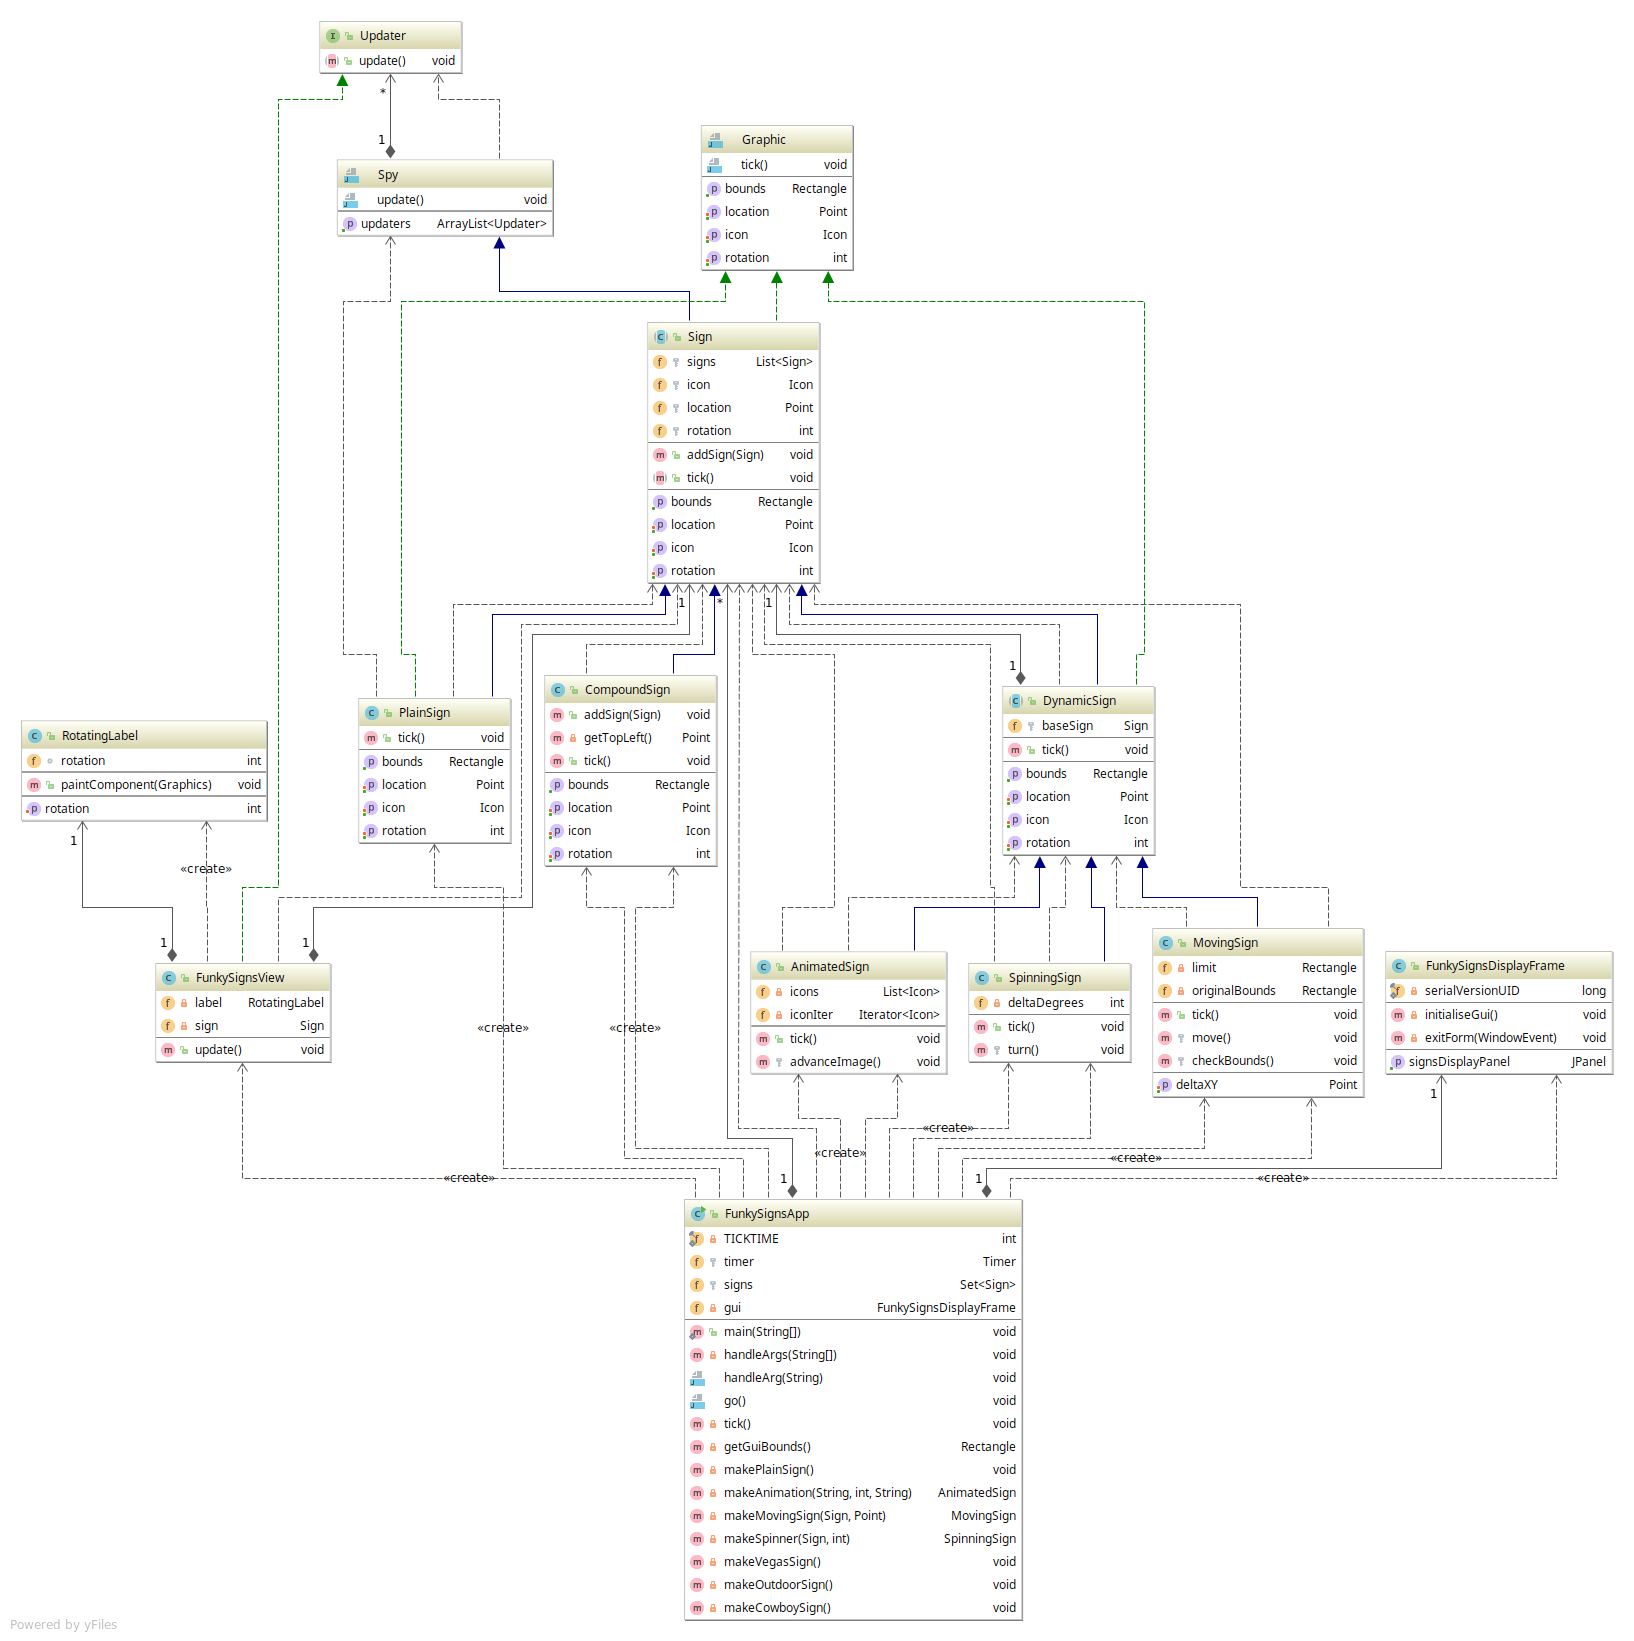 Updater
update() void
*
1
Spy
update() void
updaters ArrayList<Updater>
Graphic
tick() void
bounds Rectangle
location Point
icon Icon
rotation int
Sign
signs List<Sign>
icon Icon
location Point
rotation int
addSign(Sign) void
tick() void
bounds Rectangle
location Point
icon Icon
rotation int
1
*
1
1
PlainSign
tick() void
bounds Rectangle
location Point
icon Icon
rotation int
CompoundSign
addSign(Sign) void
getTopLeft() Point
tick() void
bounds Rectangle
location Point
icon Icon
rotation int
DynamicSign
baseSign Sign
tick() void
bounds Rectangle
location Point
icon Icon
rotation int
RotatingLabel
rotation int
paintComponent(Graphics) void
rotation int
1
«create»
1
1
FunkySignsView
label RotatingLabel
sign Sign
update() void
AnimatedSign
icons List<Icon>
iconIter Iterator<Icon>
tick() void
advanceImage() void
SpinningSign
deltaDegrees int
tick() void
turn() void
MovingSign
limit Rectangle
originalBounds Rectangle
tick() void
move() void
checkBounds() void
deltaXY Point
FunkySignsDisplayFrame
serialVersionUID long
initialiseGui() void
exitForm(WindowEvent) void
signsDisplayPanel JPanel
«create»
«create»
1
«create»
«create»
«create»
«create»
1
1
«create»
FunkySignsApp
TICKTIME int
timer Timer
signs Set<Sign>
gui FunkySignsDisplayFrame
main(String[]) void
handleArgs(String[]) void
handleArg(String) void
go() void
tick() void
getGuiBounds() Rectangle
makePlainSign() void
makeAnimation(String, int, String) AnimatedSign
makeMovingSign(Sign, Point) MovingSign
makeSpinner(Sign, int) SpinningSign
makeVegasSign() void
makeOutdoorSign() void
makeCowboySign() void
Powered by yFiles